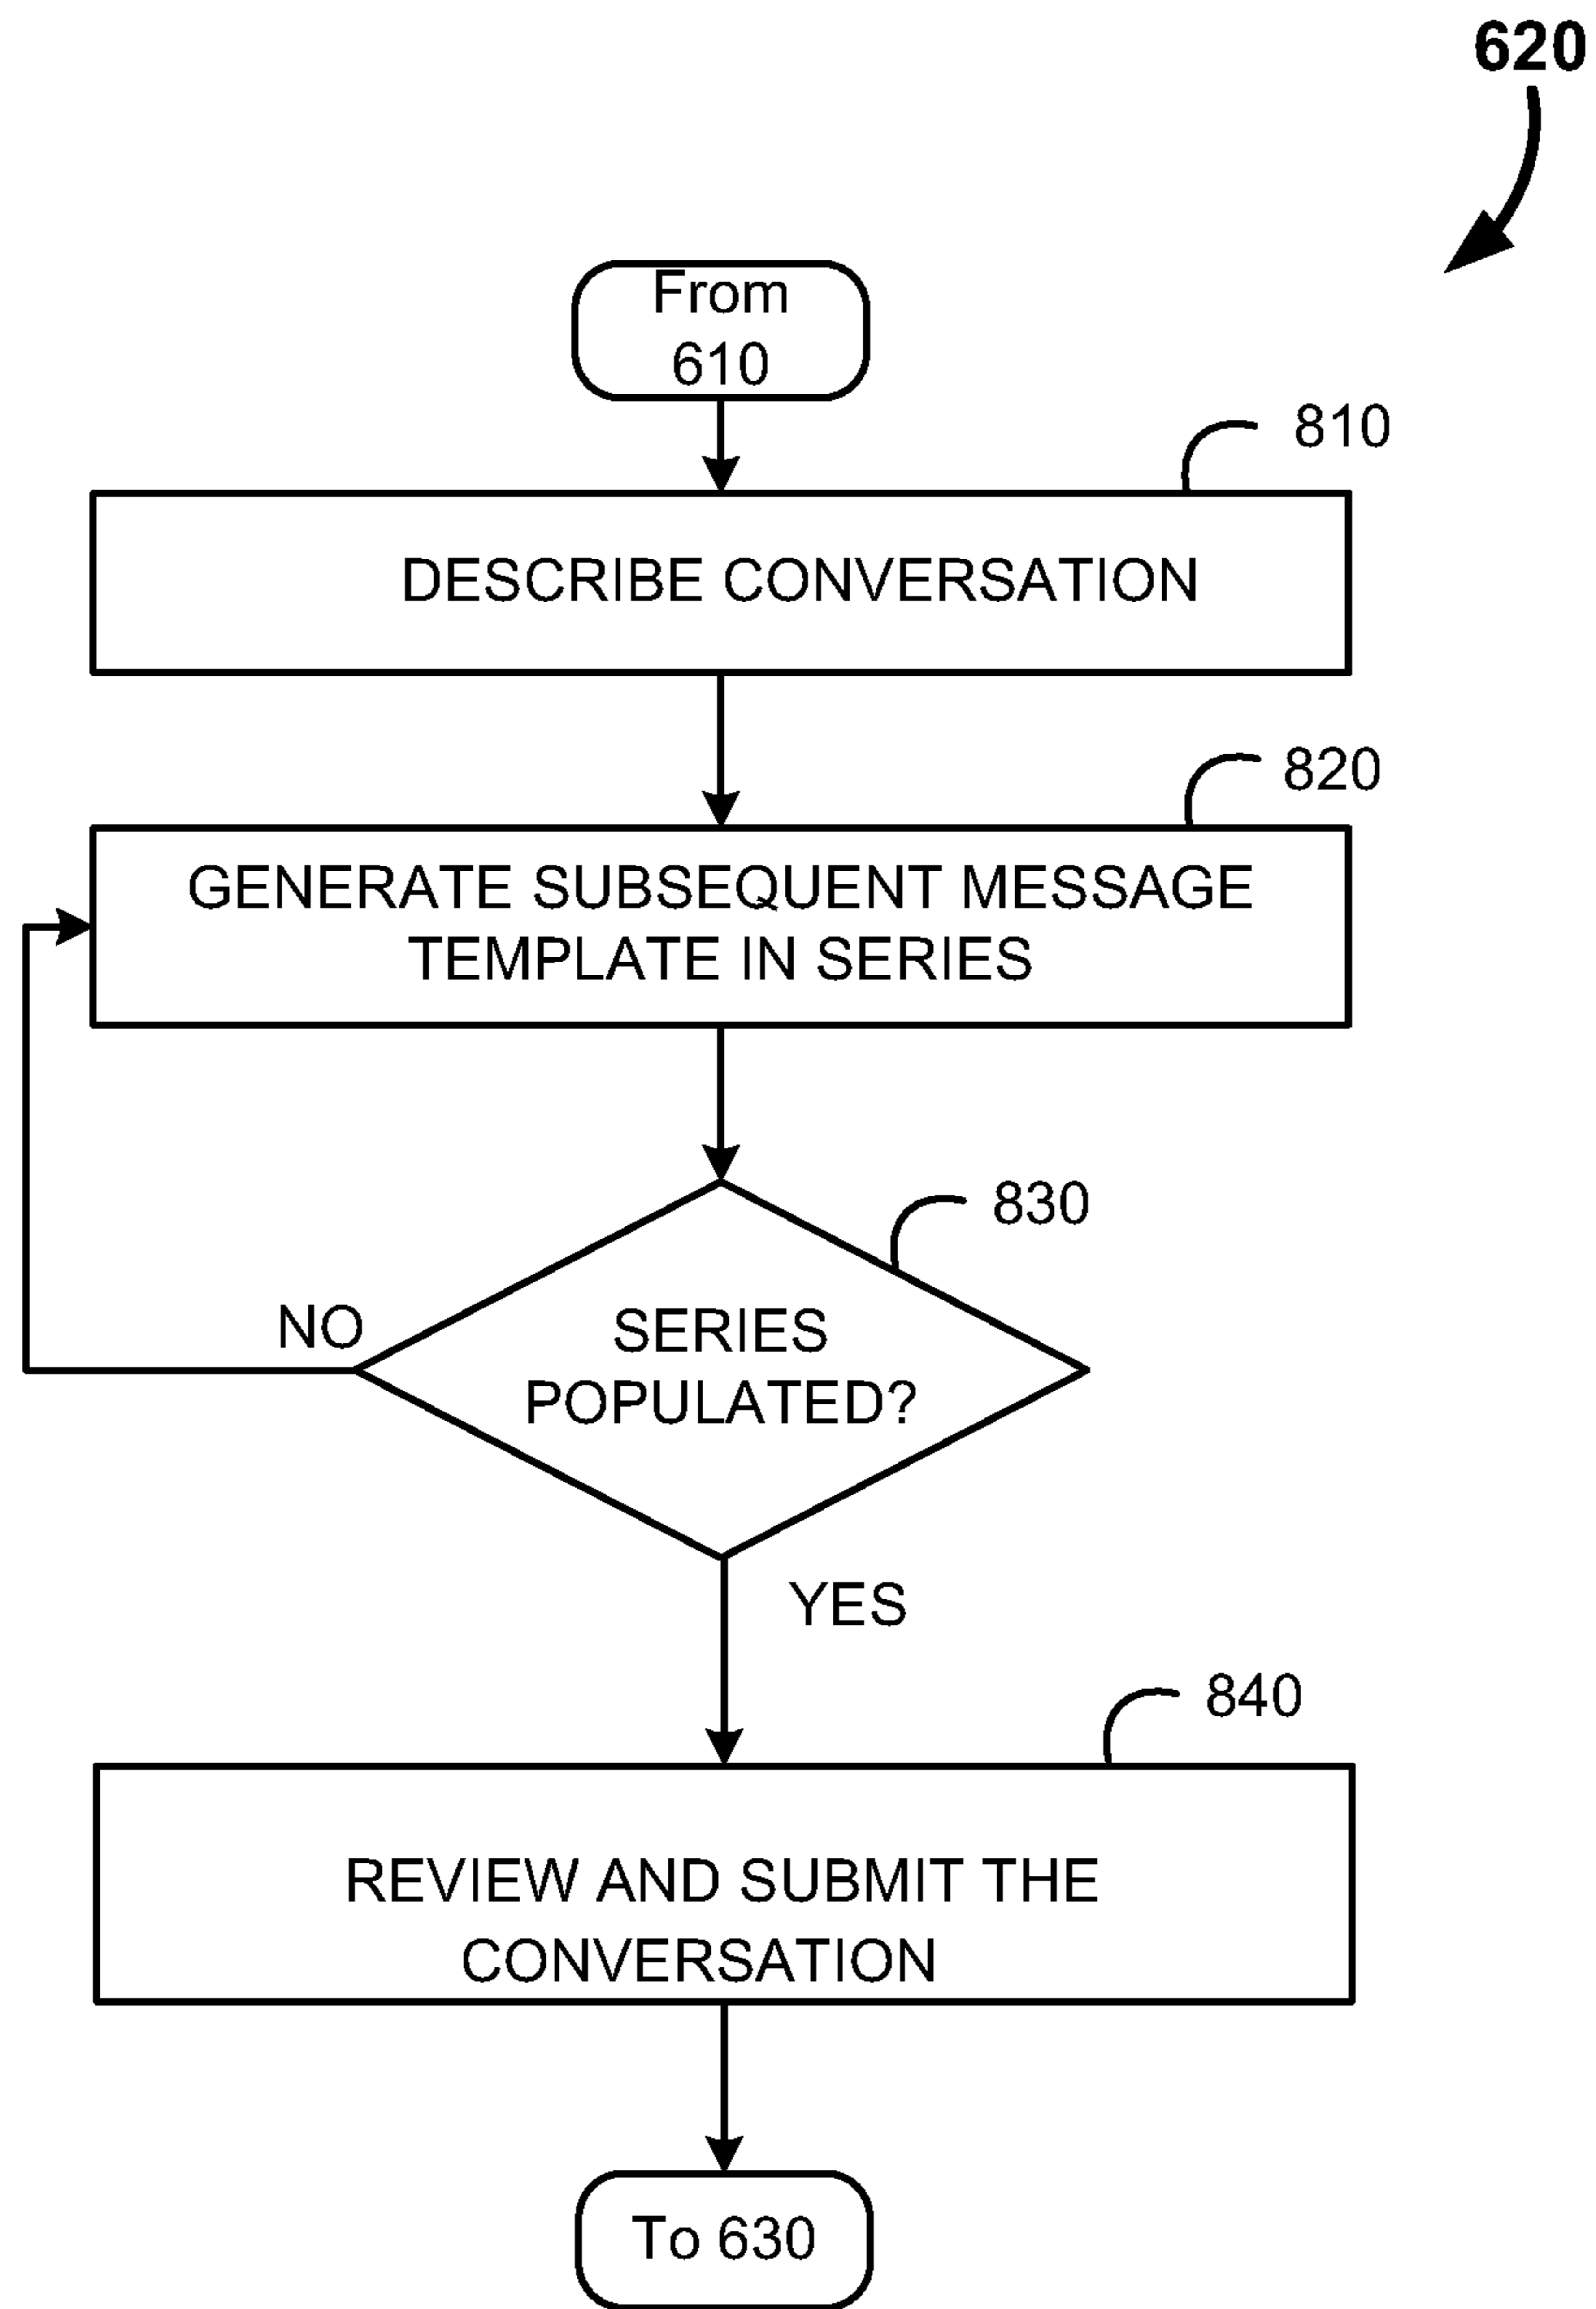 620
From
610
810
DESCRIBE CONVERSATION
820
GENERATE SUBSEQUENT MESSAGE
TEMPLATE IN SERIES
830
NO
SERIES
POPULATED?
YES
840
REVIEW AND SUBMIT THE
CONVERSATION
To 630